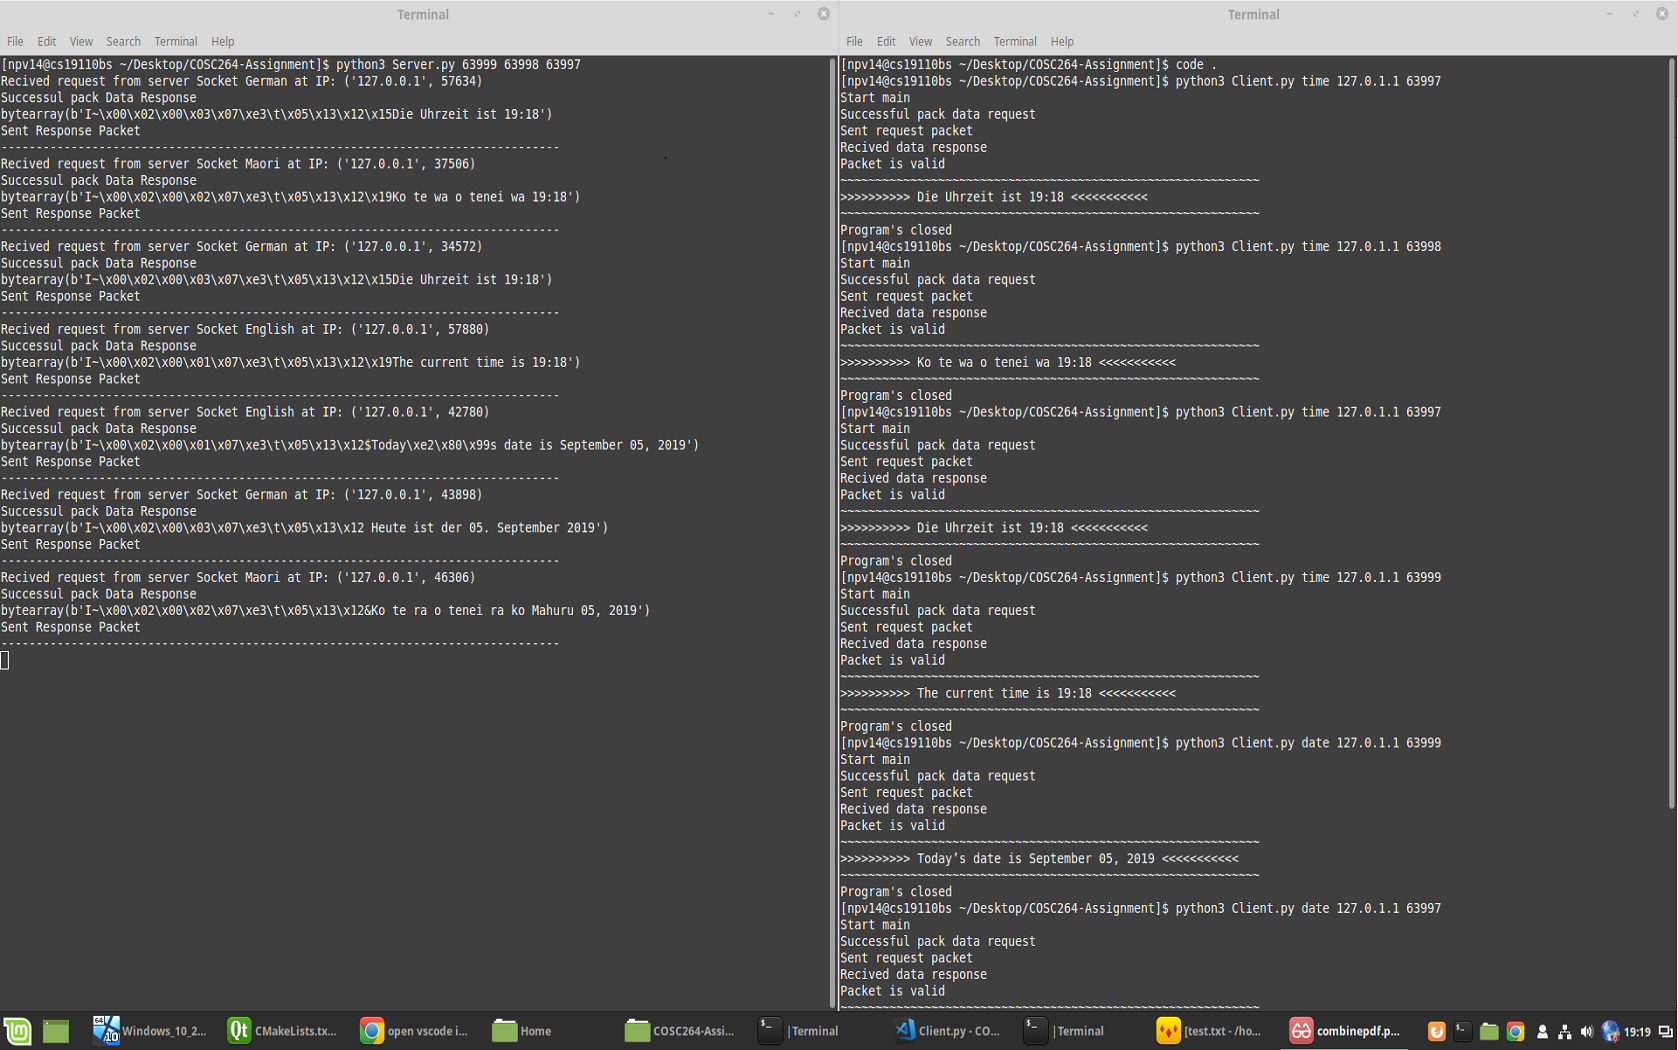 Terminal
File Edit View Search Terminal Help
[npv14@cs19110bs ~/Desktop/COSC264-Assignment]$ python3 Server.py 63999 63998 63997
Recived request from server Socket German at IP: ('127.0.0.1', 57634)
Successul pack Data Response
bytearray(b'I~\x00\x02\x00\x03\x07\xe3\t\x05\x13\x12\x15Die Uhrzeit ist 19:18')
Sent Response Packet
--------------------------------------------------------------------------------
Recived request from server Socket Maori at IP: ('127.0.0.1', 37506)
Successul pack Data Response
bytearray(b'I~\x00\x02\x00\x02\x07\xe3\t\x05\x13\x12\x19Ko te wa o tenei wa 19:18')
Sent Response Packet
--------------------------------------------------------------------------------
Recived request from server Socket German at IP: ('127.0.0.1', 34572)
Successul pack Data Response
bytearray(b'I~\x00\x02\x00\x03\x07\xe3\t\x05\x13\x12\x15Die Uhrzeit ist 19:18')
Sent Response Packet
--------------------------------------------------------------------------------
Recived request from server Socket English at IP: ('127.0.0.1', 57880)
Successul pack Data Response
bytearray(b'I~\x00\x02\x00\x01\x07\xe3\t\x05\x13\x12\x19The current time is 19:18')
Sent Response Packet
--------------------------------------------------------------------------------
Recived request from server Socket English at IP: ('127.0.0.1', 42780)
Successul pack Data Response
bytearray(b'I~\x00\x02\x00\x01\x07\xe3\t\x05\x13\x12$Today\xe2\x80\x99s date is September 05, 2019')
Sent Response Packet
--------------------------------------------------------------------------------
Recived request from server Socket German at IP: ('127.0.0.1', 43898)
Successul pack Data Response
bytearray(b'I~\x00\x02\x00\x03\x07\xe3\t\x05\x13\x12 Heute ist der 05. September 2019')
Sent Response Packet
--------------------------------------------------------------------------------
Recived request from server Socket Maori at IP: ('127.0.0.1', 46306)
Successul pack Data Response
bytearray(b'I~\x00\x02\x00\x02\x07\xe3\t\x05\x13\x12&Ko te ra o tenei ra ko Mahuru 05, 2019')
Sent Response Packet
--------------------------------------------------------------------------------
Terminal
File Edit View Search Terminal Help
[npv14@cs19110bs ~/Desktop/COSC264-Assignment]$ code .
[npv14@cs19110bs ~/Desktop/COSC264-Assignment]$ python3 Client.py time 127.0.1.1 63997
Start main
Successful pack data request
Sent request packet
Recived data response
Packet is valid
~~~~~~~~~~~~~~~~~~~~~~~~~~~~~~~~~~~~~~~~~~~~~~~~~~~~~~~~~~~~
>>>>>>>>>> Die Uhrzeit ist 19:18 <<<<<<<<<<<
~~~~~~~~~~~~~~~~~~~~~~~~~~~~~~~~~~~~~~~~~~~~~~~~~~~~~~~~~~~~
Program's closed
[npv14@cs19110bs ~/Desktop/COSC264-Assignment]$ python3 Client.py time 127.0.1.1 63998
Start main
Successful pack data request
Sent request packet
Recived data response
Packet is valid
~~~~~~~~~~~~~~~~~~~~~~~~~~~~~~~~~~~~~~~~~~~~~~~~~~~~~~~~~~~~
>>>>>>>>>> Ko te wa o tenei wa 19:18 <<<<<<<<<<<
~~~~~~~~~~~~~~~~~~~~~~~~~~~~~~~~~~~~~~~~~~~~~~~~~~~~~~~~~~~~
Program's closed
[npv14@cs19110bs ~/Desktop/COSC264-Assignment]$ python3 Client.py time 127.0.1.1 63997
Start main
Successful pack data request
Sent request packet
Recived data response
Packet is valid
~~~~~~~~~~~~~~~~~~~~~~~~~~~~~~~~~~~~~~~~~~~~~~~~~~~~~~~~~~~~
>>>>>>>>>> Die Uhrzeit ist 19:18 <<<<<<<<<<<
~~~~~~~~~~~~~~~~~~~~~~~~~~~~~~~~~~~~~~~~~~~~~~~~~~~~~~~~~~~~
Program's closed
[npv14@cs19110bs ~/Desktop/COSC264-Assignment]$ python3 Client.py time 127.0.1.1 63999
Start main
Successful pack data request
Sent request packet
Recived data response
Packet is valid
~~~~~~~~~~~~~~~~~~~~~~~~~~~~~~~~~~~~~~~~~~~~~~~~~~~~~~~~~~~~
>>>>>>>>>> The current time is 19:18 <<<<<<<<<<<
~~~~~~~~~~~~~~~~~~~~~~~~~~~~~~~~~~~~~~~~~~~~~~~~~~~~~~~~~~~~
Program's closed
[npv14@cs19110bs ~/Desktop/COSC264-Assignment]$ python3 Client.py date 127.0.1.1 63999
Start main
Successful pack data request
Sent request packet
Recived data response
Packet is valid
~~~~~~~~~~~~~~~~~~~~~~~~~~~~~~~~~~~~~~~~~~~~~~~~~~~~~~~~~~~~
>>>>>>>>>> Today’s date is September 05, 2019 <<<<<<<<<<<
~~~~~~~~~~~~~~~~~~~~~~~~~~~~~~~~~~~~~~~~~~~~~~~~~~~~~~~~~~~~
Program's closed
[npv14@cs19110bs ~/Desktop/COSC264-Assignment]$ python3 Client.py date 127.0.1.1 63997
Start main
Successful pack data request
Sent request packet
Recived data response
Packet is valid
~~~~~~~~~~~~~~~~~~~~~~~~~~~~~~~~~~~~~~~~~~~~~~~~~~~~~~~~~~~~
64 10 Windows_10_2... Qt CMakeLists.tx... open vscode i... Home COSC264-Assi... |Terminal Client.py - CO... |Terminal [test.txt - /ho... combinepdf.p... 19:19